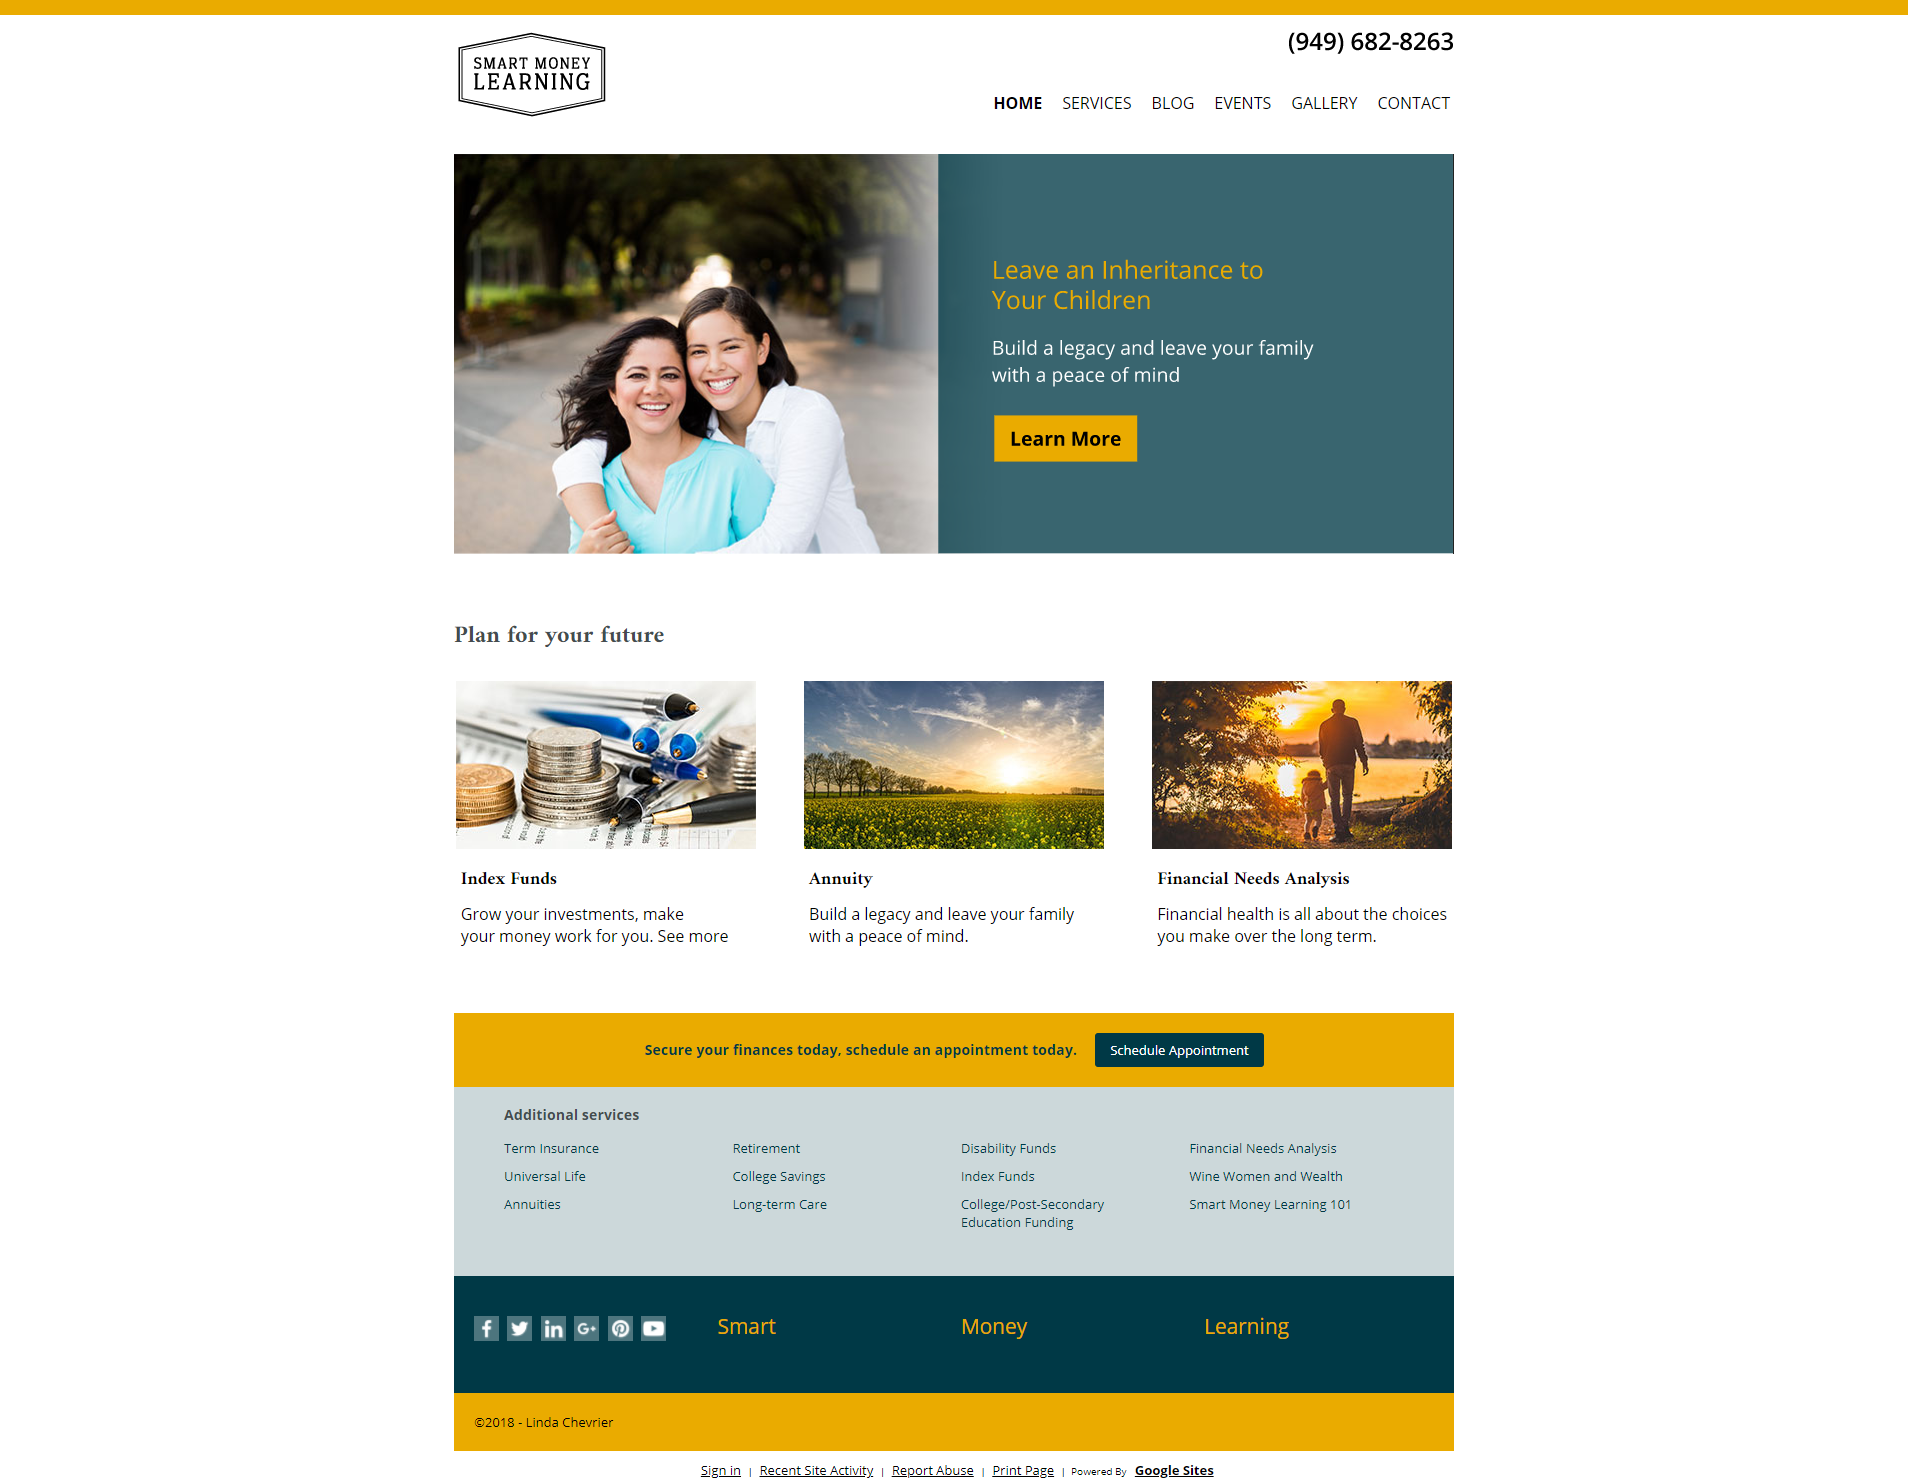 SMART MONEY
LEARNING
(949) 682-8263
HOME SERVICES BLOG EVENTS GALLERY CONTACT
Leave an Inheritance to
Your Children
Build a legacy and leave your family
with a peace of mind
Learn More
Plan for your future
Index Funds
Grow your investments, make
your money work for you. See more
Annuity
Build a legacy and leave your family
with a peace of mind.
Financial Needs Analysis
Financial health is all about the choices
you make over the long term.
Secure your finances today, schedule an appointment today. Schedule Appointment
Additional services
Term Insurance
Universal Life
Annuities
Retirement
College Savings
Long-term Care
Disability Funds
Index Funds
College/Post-Secondary
Education Funding
Financial Needs Analysis
Wine Women and Wealth
Smart Money Learning 101
Smart Money Learning
©2018 - Linda Chevrier
Sign in | Recent Site Activity | Report Abuse | Print Page | Powered By Google Sites